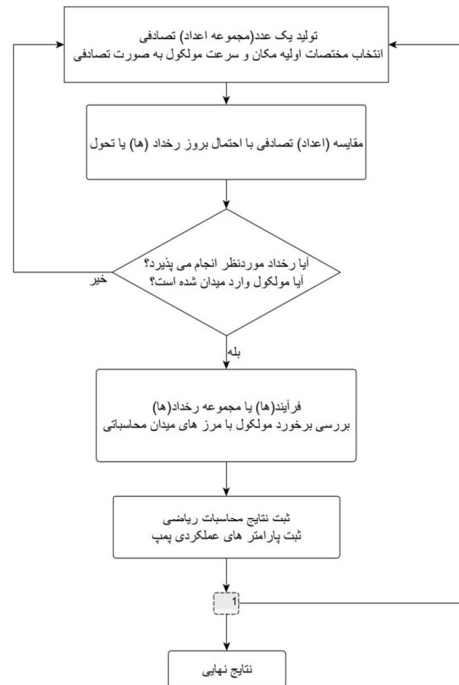 تولید یک عدد(مجموعه اعداد) تصادفی
انتخاب مختصات اولیه مکان و سرعت مولکول به صورت تصادفی
مقایسه (اعداد) تصادفی با احتمال بروز رخداد (ها) یا تحول
آیا رخداد موردنظر انجام می پذیرد؟
آیا مولکول وارد میدان شده است؟
خیر
بله
فرآیند(ها) یا مجموعه رخداد(ها)
بررسی برخورد مولکول با مرز های میدان محاسباتی
ثبت نتایج محاسبات ریاضی
ثبت پارامتر های عملکردی پمپ
1
نتایج نهایی